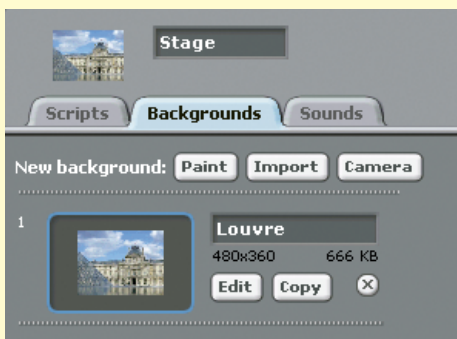 Stage
Scripts Backgrounds Sounds
New background: Paint Import Camera
1
Louvre
480x360 666 KB
Edit Copy